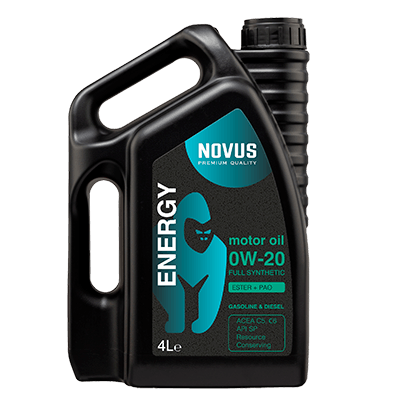 NOVUS
PREMIUM QUALITY
ENERGY
motor oil
0W-20
FULL SYNTHETIC
ESTER + PAO
GASOLINE & DIESEL
ACEA C5, C6
API SP
Resource
Conserving
4L℮